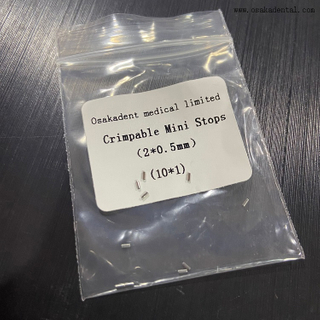 www.osakadental.com
Osakadent medical limited
Crimpable Mini Stops
(2*0.5mm)
(10*1)